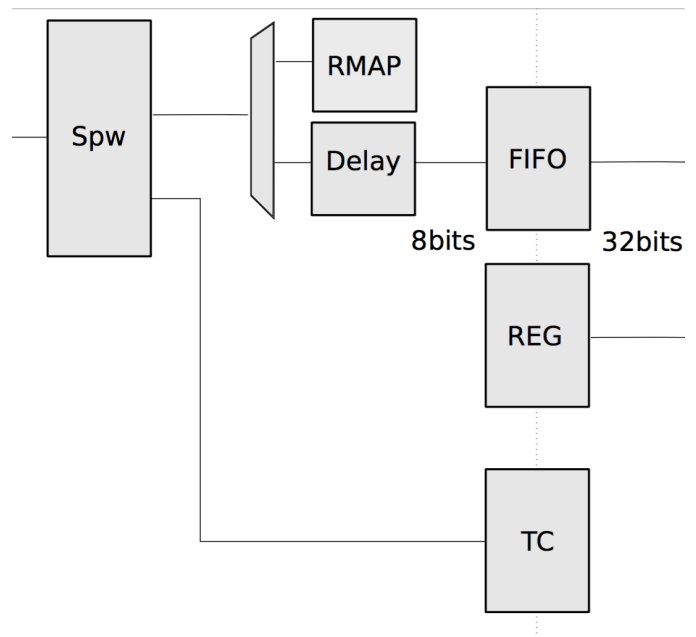 RMAP
Spw
Delay
FIFO
8bits
32bits
REG
TC